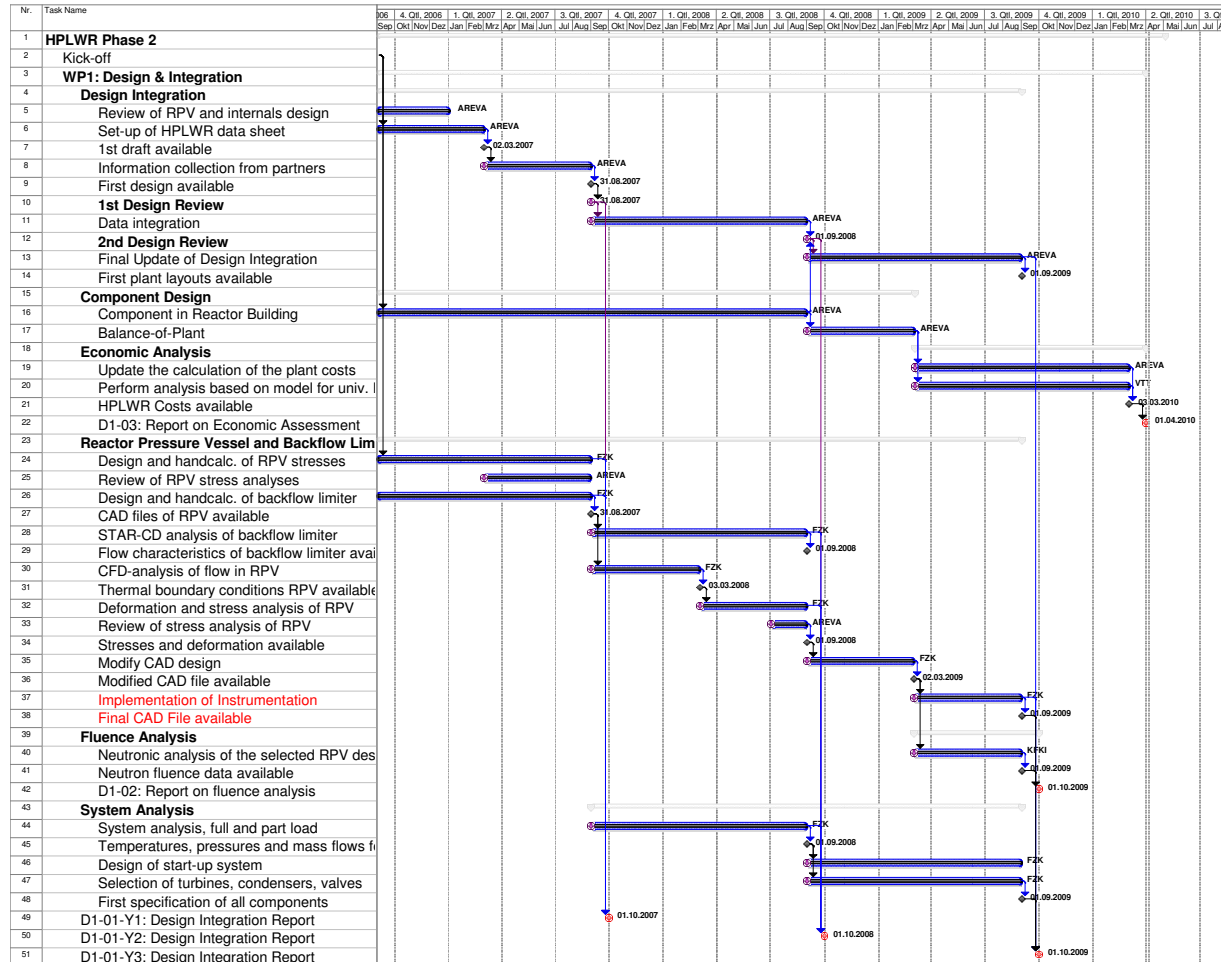 Nr. Task Name 006 4. Qtl, 2006 1. Qtl, 2007 2. Qtl, 2007 3. Qtl, 2007 4. Qtl, 2007 1. Qtl, 2008 2. Qtl, 2008 3. Qtl, 2008 4. Qtl, 2008 1. Qtl, 2009 2. Qtl, 2009 3. Qtl, 2009 4. Qtl, 2009 1. Qtl, 2010 2. Qtl, 2010 3. Q
Sep Okt Nov Dez Jan Feb Mrz Apr Mai Jun Jul Aug Sep Okt Nov Dez Jan Feb Mrz Apr Mai Jun Jul Aug Sep Okt Nov Dez Jan Feb Mrz Apr Mai Jun Jul Aug Sep Okt Nov Dez Jan Feb Mrz Apr Mai Jun Jul
1 HPLWR Phase 2
2 Kick-off
3 WP1: Design & Integration
4 Design Integration
5 Review of RPV and internals design AREVA
6 Set-up of HPLWR data sheet AREVA
7 1st draft available 02.03.2007
8 Information collection from partners AREVA
9 First design available 31.08.2007
10 1st Design Review 31.08.2007
11 Data integration AREVA
12 2nd Design Review 01.09.2008
13 Final Update of Design Integration AREVA
14 First plant layouts available 01.09.2009
15 Component Design
16 Component in Reactor Building AREVA
17 Balance-of-Plant AREVA
18 Economic Analysis
19 Update the calculation of the plant costs AREVA
20 Perform analysis based on model for univ. VTT
21 HPLWR Costs available 03.03.2010
22 D1-03: Report on Economic Assessment 01.04.2010
23 Reactor Pressure Vessel and Backflow Lim
24 Design and handcalc. of RPV stresses FZK
25 Review of RPV stress analyses AREVA
26 Design and handcalc. of backflow limiter FZK
27 CAD files of RPV available 31.08.2007
28 STAR-CD analysis of backflow limiter FZK
29 Flow characteristics of backflow limiter avai 01.09.2008
30 CFD-analysis of flow in RPV FZK
31 Thermal boundary conditions RPV available 03.03.2008
32 Deformation and stress analysis of RPV FZK
33 Review of stress analysis of RPV AREVA
34 Stresses and deformation available 01.09.2008
35 Modify CAD design FZK
36 Modified CAD file available 02.03.2009
37 Implementation of Instrumentation FZK
38 Final CAD File available 01.09.2009
39 Fluence Analysis
40 Neutronic analysis of the selected RPV des KFKI
41 Neutron fluence data available 01.09.2009
42 D1-02: Report on fluence analysis 01.10.2009
43 System Analysis
44 System analysis, full and part load FZK
45 Temperatures, pressures and mass flows f 01.09.2008
46 Design of start-up system FZK
47 Selection of turbines, condensers, valves FZK
48 First specification of all components 01.09.2009
49 D1-01-Y1: Design Integration Report 01.10.2007
50 D1-01-Y2: Design Integration Report 01.10.2008
51 D1-01-Y3: Design Integration Report 01.10.2009